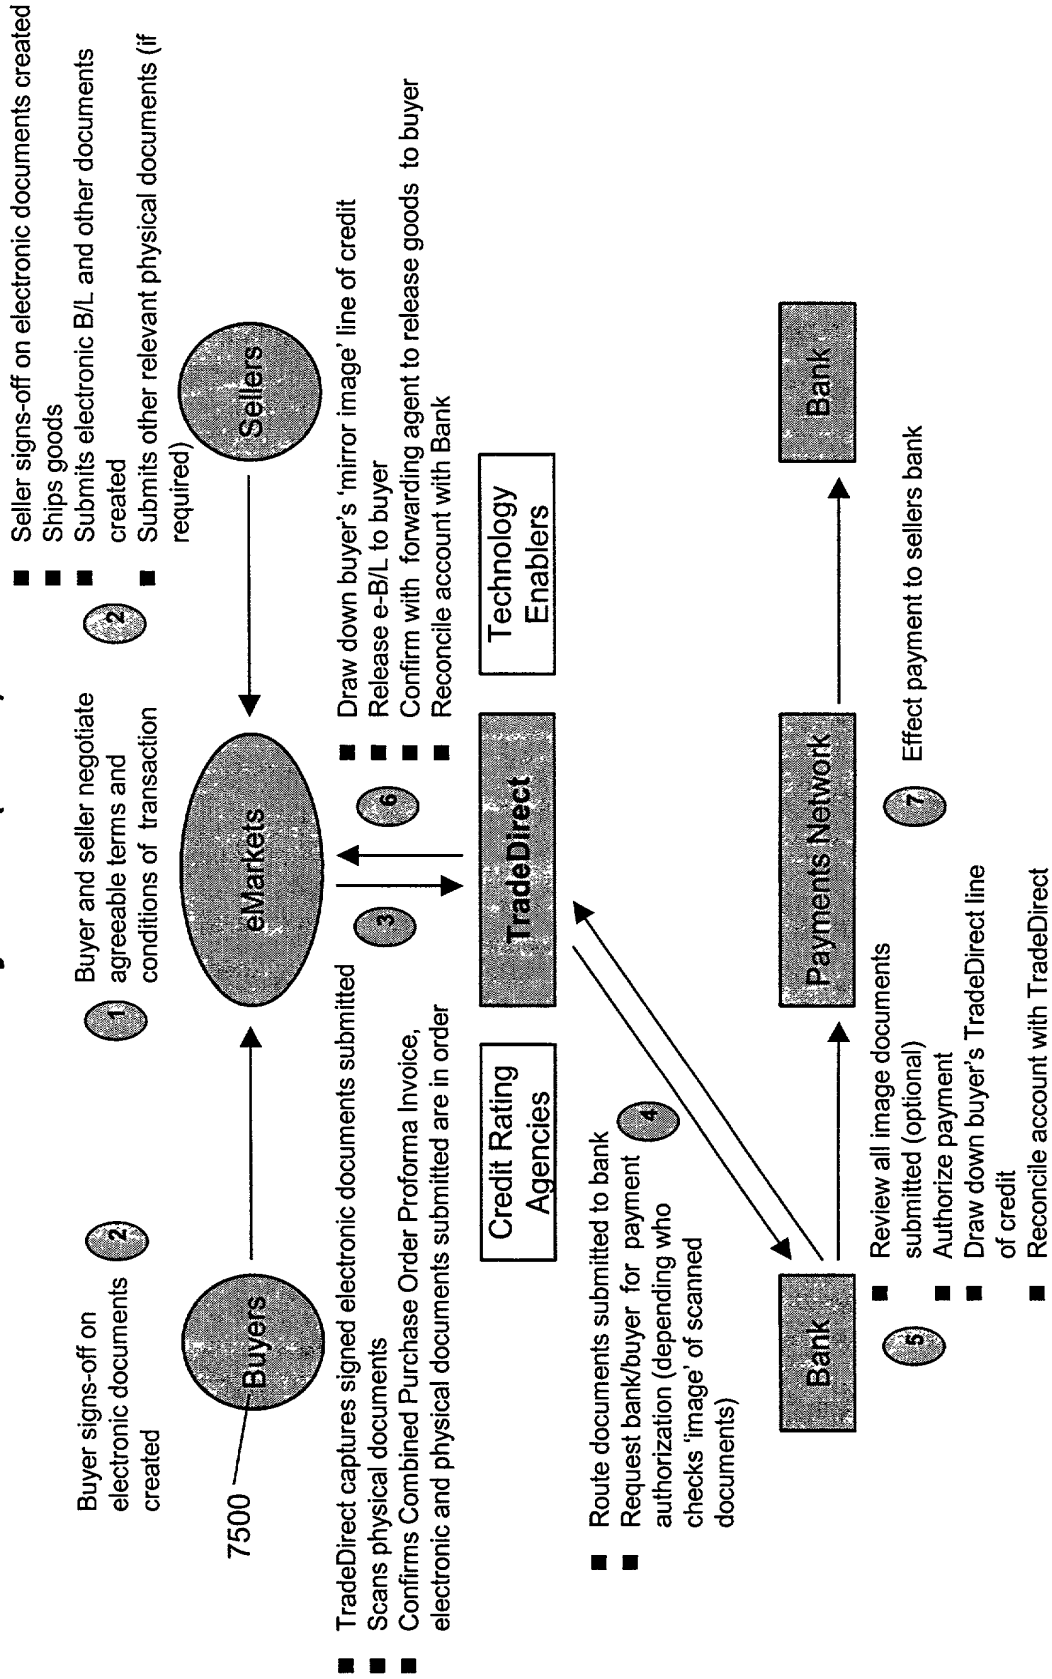 Buyer signs-off on
electronic documents
created
2
1
Buyer and seller negotiate
agreeable terms and
conditions of transaction
2
Seller signs-off on electronic documents created
Ships goods
Submits electronic B/L and other documents
created
Submits other relevant physical documents (if
required)
7500
Buyers
eMarkets
Sellers
TradeDirect captures signed electronic documents submitted
Scans physical documents
Confirms Combined Purchase Order Proforma Invoice,
electronic and physical documents submitted are in order
3
6
Draw down buyer's 'mirror image' line of credit
Release e-B/L to buyer
Confirm with forwarding agent to release goods to buyer
Reconcile account with Bank
Credit Rating
Agencies
TradeDirect
Technology
Enablers
Route documents submitted to bank
Request bank/buyer for payment
authorization (depending who
checks 'image' of scanned
documents)
4
Bank
Payments Network
Bank
5
Review all image documents
submitted (optional)
Authorize payment
Draw down buyer's TradeDirect line
of credit
Reconcile account with TradeDirect
7
Effect payment to sellers bank